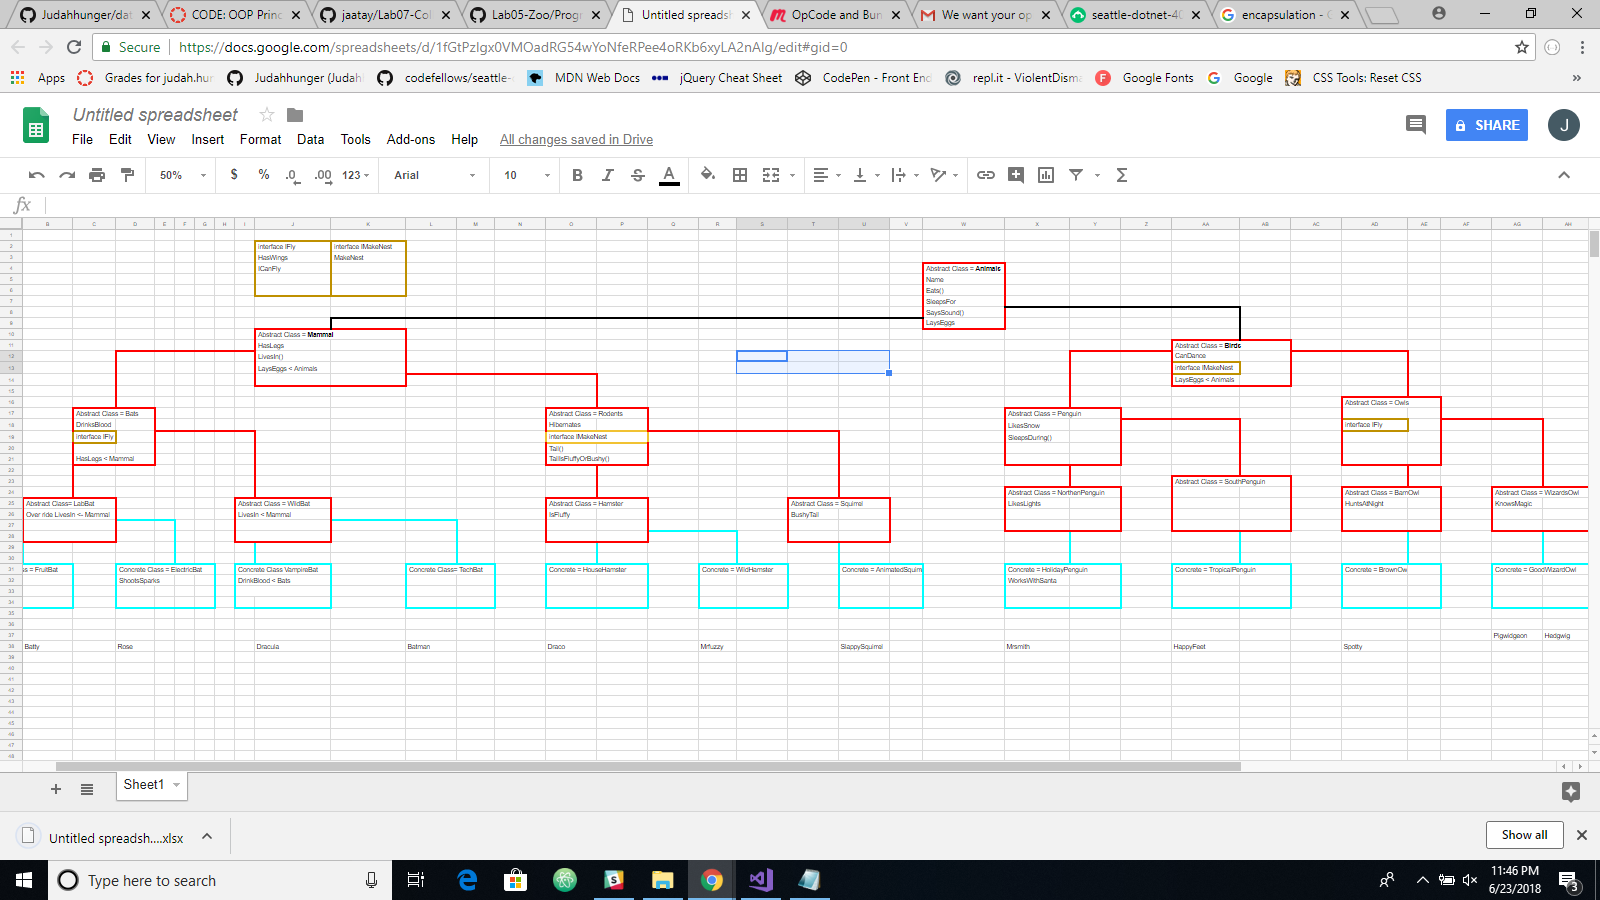 Judahhunger/dat
CODE: OOP Princ
jaatay/Lab07-Col
Lab05-Zoo/Progr
Untitled spreadsh
OpCode and Bun
We want your op
seattle-dotnet-40
encapsulation - G
Secure
https://docs.google.com/spreadsheets/d/1fGtPzIgx0VMOadRG54wYoNfeRPee4oRKb6xyLA2nAlg/edit#gid=0
Apps
Grades for judah.hur
Judahhunger (Judah
codefellows/seattle-
MDN Web Docs
jQuery Cheat Sheet
CodePen - Front End
repl.it - ViolentDisma
Google Fonts
Google
CSS Tools: Reset CSS
Untitled spreadsheet
File Edit View Insert Format Data Tools Add-ons Help All changes saved in Drive
SHARE
J
50% $ % .0 .00 123 Arial 10 B I S A
fx
interface IFly
HasWings
ICanFly
interface IMakeNest
MakeNest
Abstract Class = Animals
Name
Eats()
SleepsFor
SaysSound()
LaysEggs
Abstract Class = Mammal
HasLegs
LivesIn()
LaysEggs < Animals
Abstract Class = Birds
CanDance
interface IMakeNest
LaysEggs < Animals
Abstract Class = Bats
DrinksBlood
interface IFly
HasLegs < Mammal
Abstract Class = Rodents
Hibernates
interface IMakeNest
Tail()
TailIsFluffyOrBushy()
Abstract Class = Penguin
LikesSnow
SleepsDuring()
Abstract Class = Owls
interface IFly
Abstract Class= LabBat
Over ride LivesIn <- Mammal
Abstract Class = WildBat
LivesIn < Mammal
Abstract Class = Hamster
IsFluffy
Abstract Class = Squirrel
BushyTail
Abstract Class = NorthenPenguin
LikesLights
Abstract Class = SouthPenguin
Abstract Class = BarnOwl
HuntsAtNight
Abstract Class = WizardsOwl
KnowsMagic
ss = FruitBat
Concrete Class = ElectricBat
ShootsSparks
Concrete Class VampireBat
DrinkBlood < Bats
Concrete Class= TechBat
Concrete = HouseHamster
Concrete = WildHamster
Concrete = AnimatedSquirr
Concrete = HolidayPenguin
WorksWithSanta
Concrete = TropicalPenguin
Concrete = BrownOw
Concrete = GoodWizardOwl
Pigwidgeon
Hedgwig
Batty
Rose
Dracula
Batman
Draco
Mrfuzzy
SlappySquirrel
Mrsmith
HappyFeet
Spotty
Sheet1
Untitled spreadsh....xlsx
Show all
Type here to search
11:46 PM
6/23/2018
3